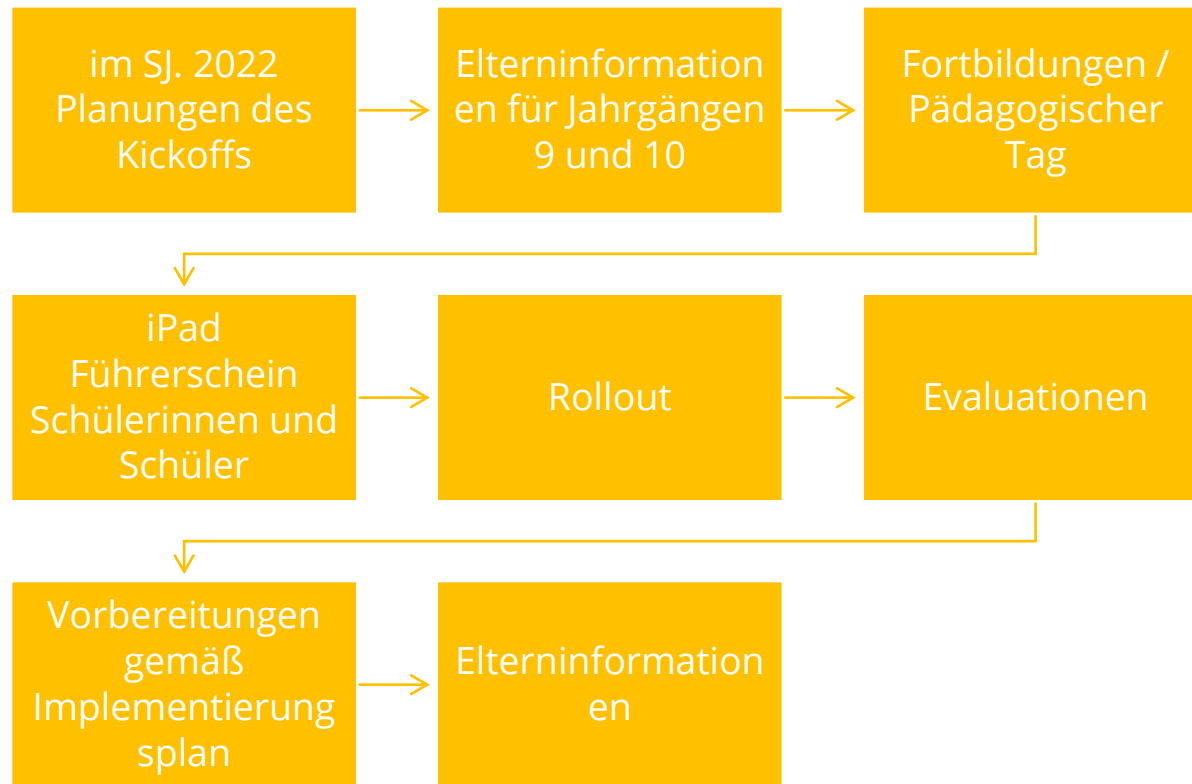 im SJ. 2022
Planungen des
Kickoffs
Elterninformation
en für Jahrgängen
9 und 10
Fortbildungen /
Pädagogischer
Tag
iPad
Führerschein
Schülerinnen und
Schüler
Rollout
Evaluationen
Vorbereitungen
gemäß
Implementierung
splan
Elterninformation
en